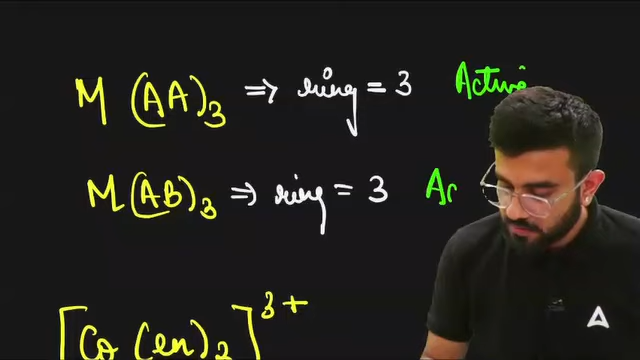 M (AA)3 ⇒ ring = 3 Active
M (AB)3 ⇒ ring = 3
[Co (en)3]3+